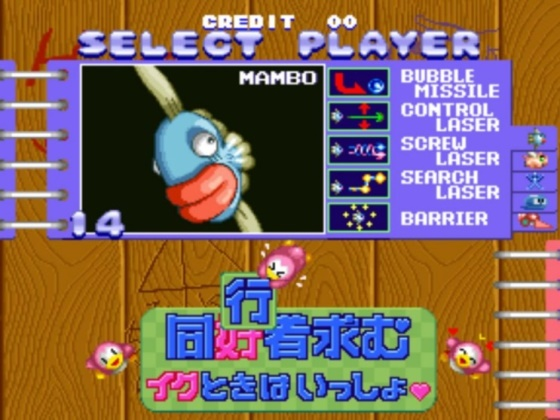 CREDIT 00
SELECT PLAYER
MAMBO
BUBBLE
MISSILE
CONTROL
LASER
SCREW
LASER
SEARCH
LASER
BARRIER
14
行
同好者求む
イクときは いっしょ♥